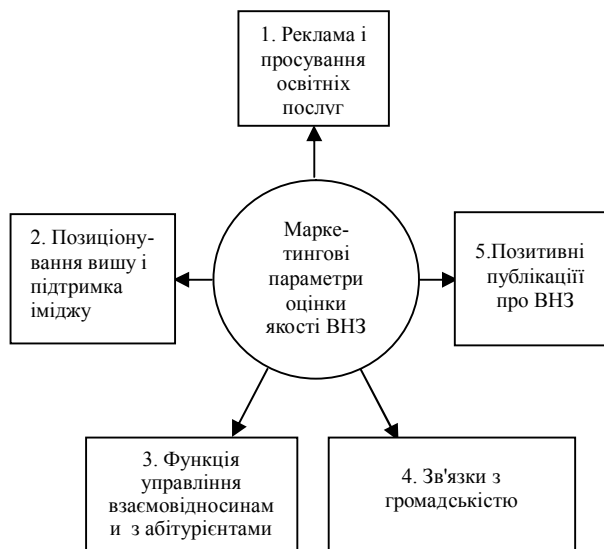 1. Реклама і
просування
освітніх
послуг
Марке-
тингові
параметри
оцінки
якості ВНЗ
2. Позиціону-
вання вишу і
підтримка
іміджу
5.Позитивні
публікаціїї
про ВНЗ
3. Функція
управління
взаємовідносинам
и з абітурієнтами
4. Зв'язки з
громадськістю